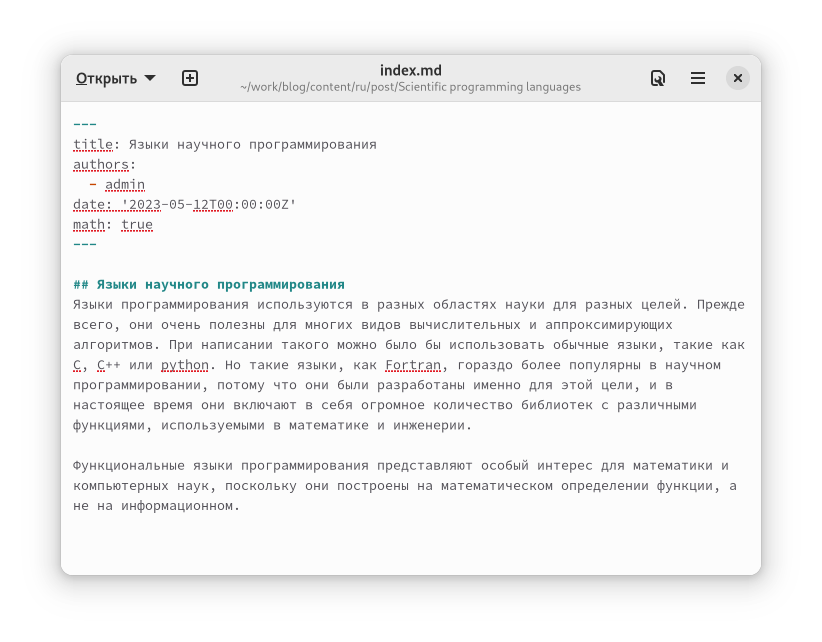 Открыть
index.md
~/work/blog/content/ru/post/Scientific programming languages
---
title: Языки научного программирования
authors:
  - admin
date: '2023-05-12T00:00:00Z'
math: true
---
## Языки научного программирования
Языки программирования используются в разных областях науки для разных целей. Прежде
всего, они очень полезны для многих видов вычислительных и аппроксимирующих
алгоритмов. При написании такого можно было бы использовать обычные языки, такие как
C, C++ или python. Но такие языки, как Fortran, гораздо более популярны в научном
программировании, потому что они были разработаны именно для этой цели, и в
настоящее время они включают в себя огромное количество библиотек с различными
функциями, используемыми в математике и инженерии.
Функциональные языки программирования представляют особый интерес для математики и
компьютерных наук, поскольку они построены на математическом определении функции, а
не на информационном.